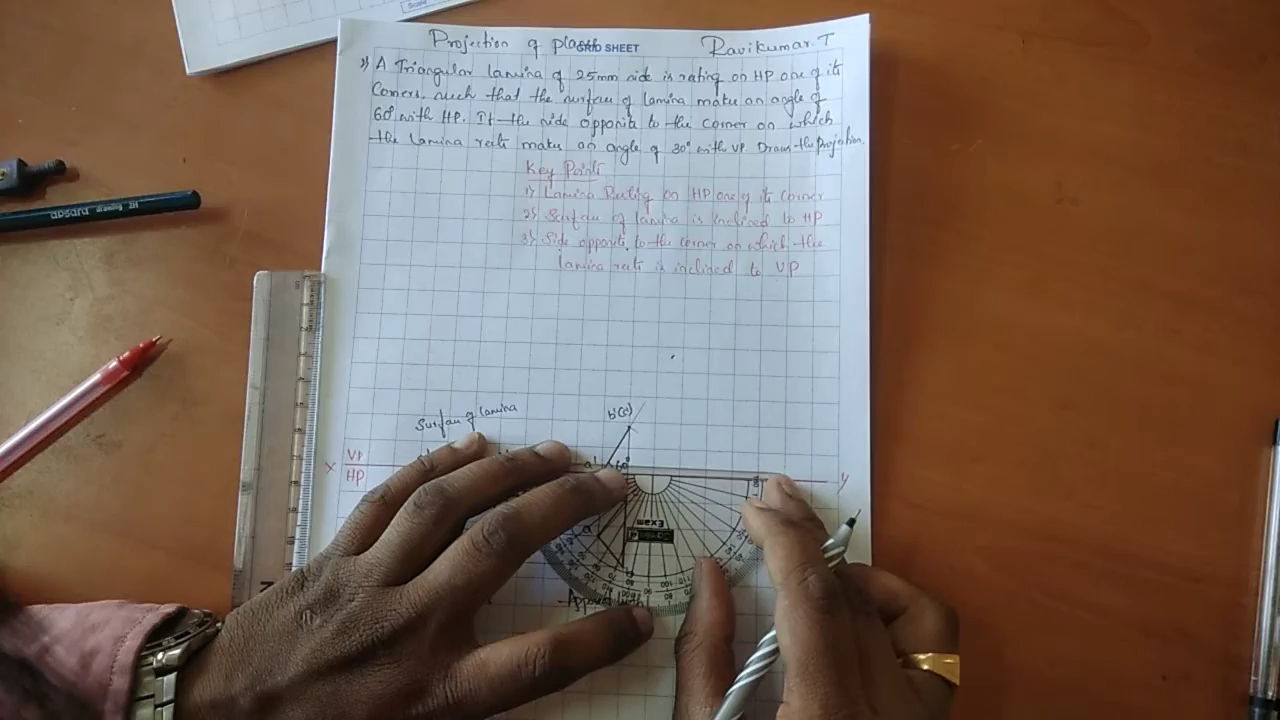 Projection of planes GRID SHEET Ravikumar.T
1) A Triangular lamina of 25mm side is resting on HP one of its
Corners such that the surface of lamina makes an angle of
60° with HP. If the side opposite to the corner on which
the lamina rests makes an angle of 30° with VP. Draw the Projection.
Key Points
1) Lamina Resting on HP one of its corner
2) Surface of lamina is inclined to HP
3) Side opposite to the corner on which the
lamina rests is inclined to VP
Surface of lamina
b'(c')
X VP a' 60°
HP Y
Exam
a
b